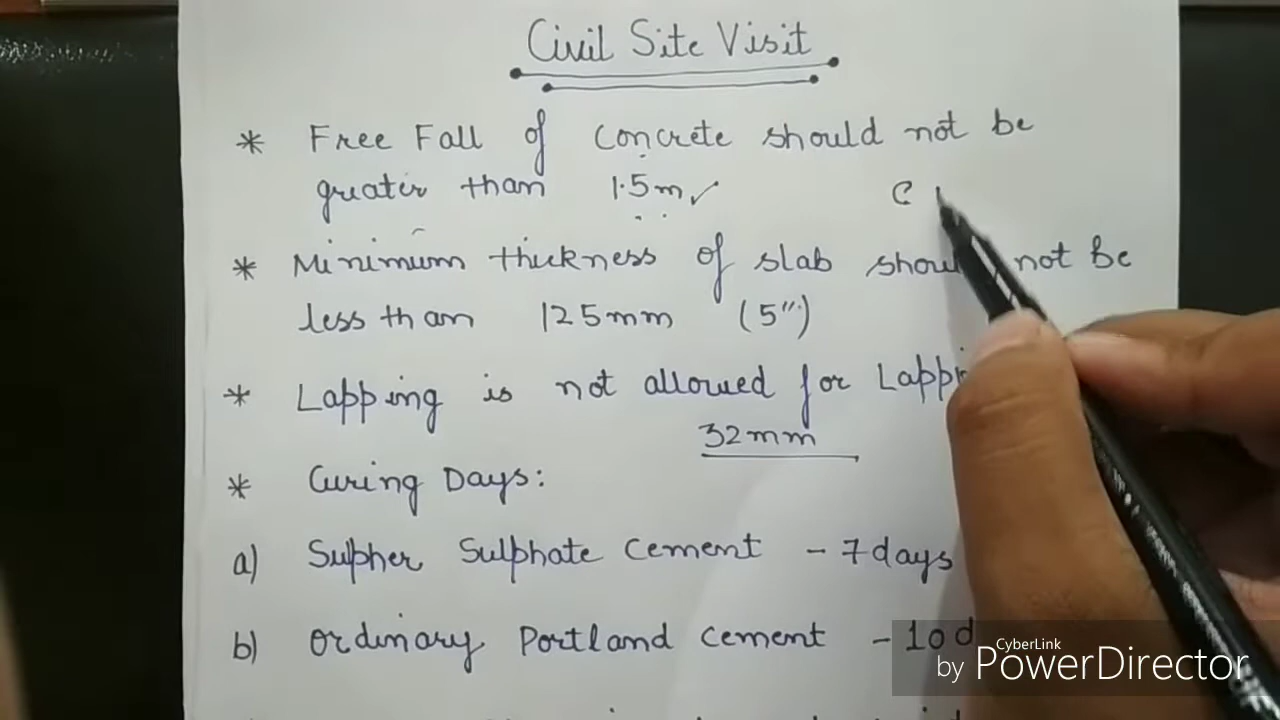 Civil Site Visit
* Free Fall of concrete should not be
greater than 1.5m✓ C
* Minimum thickness of slab should not be
less than 125mm (5")
* Lapping is not allowed for
32mm
* Curing Days:
a) Supher Sulphate Cement - 7days
b) Ordinary Portland Cement - 10 d
CyberLink
by PowerDirector